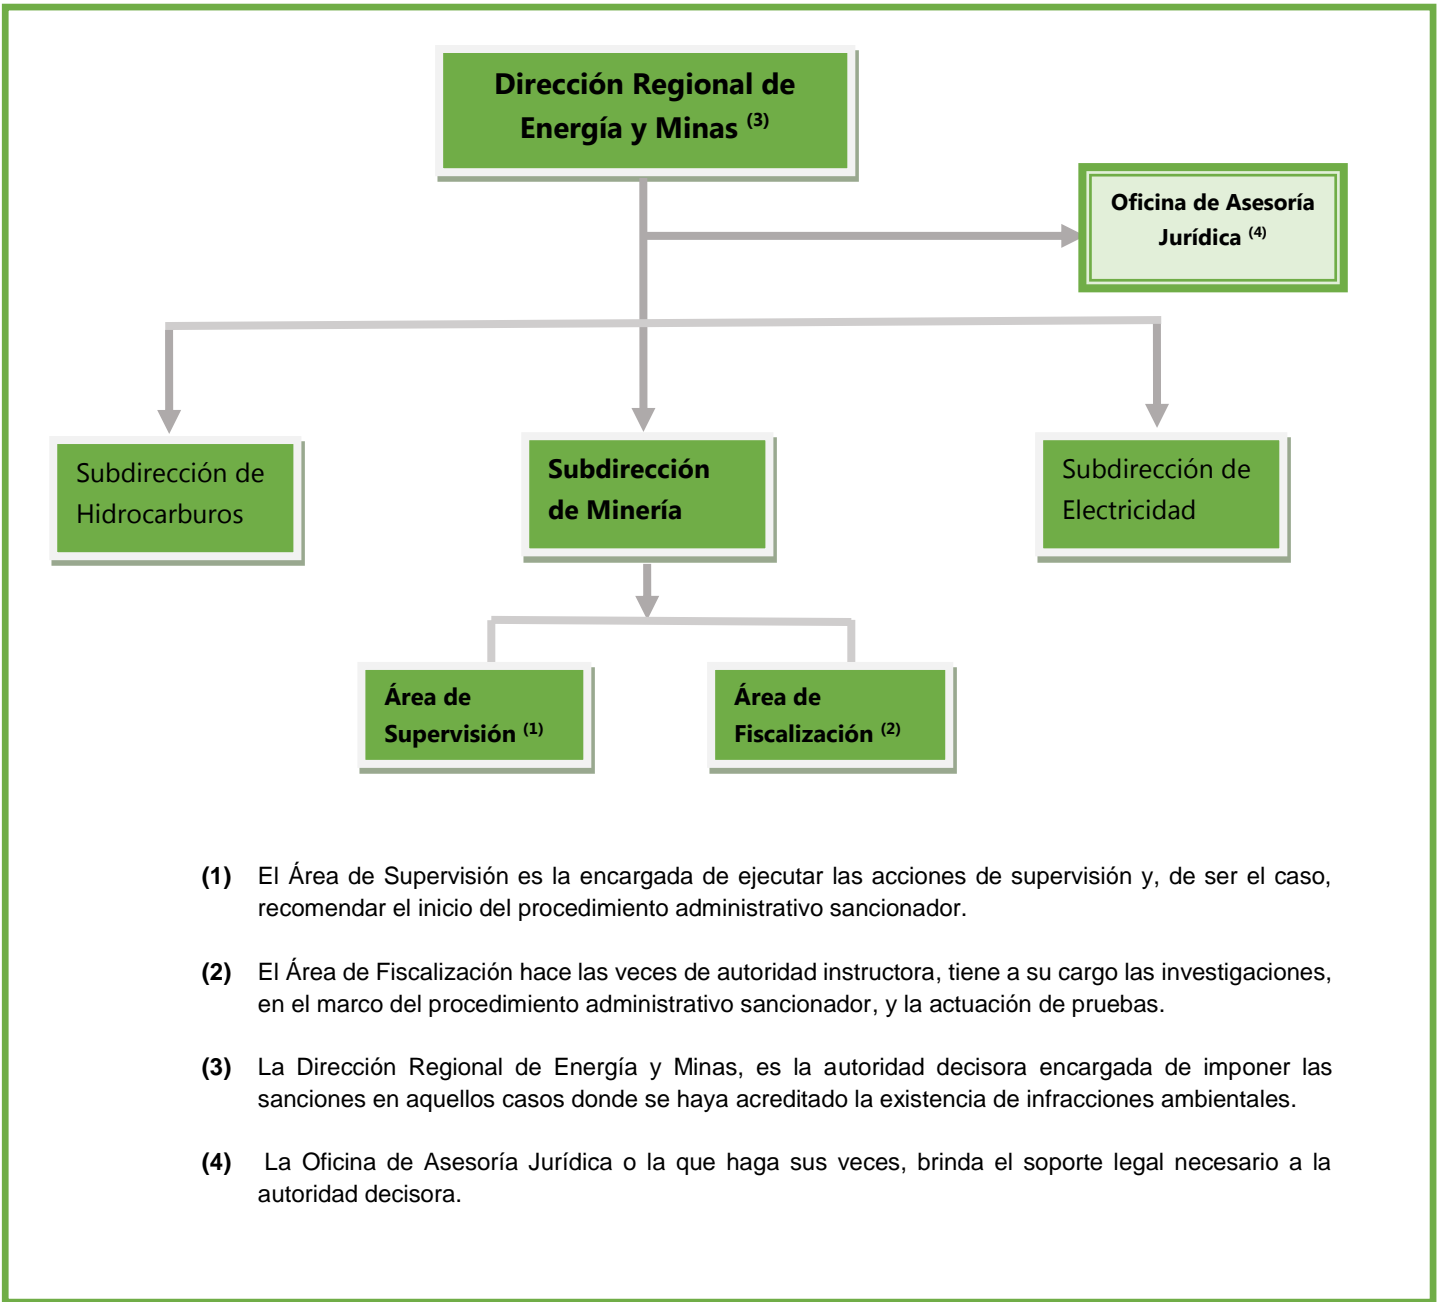 Dirección Regional de
Energía y Minas (3)
Oficina de Asesoría
Jurídica (4)
Subdirección de
Hidrocarburos
Subdirección
de Minería
Subdirección de
Electricidad
Área de
Supervisión (1)
Área de
Fiscalización (2)
(1) El Área de Supervisión es la encargada de ejecutar las acciones de supervisión y, de ser el caso,
recomendar el inicio del procedimiento administrativo sancionador.
(2) El Área de Fiscalización hace las veces de autoridad instructora, tiene a su cargo las investigaciones,
en el marco del procedimiento administrativo sancionador, y la actuación de pruebas.
(3) La Dirección Regional de Energía y Minas, es la autoridad decisora encargada de imponer las
sanciones en aquellos casos donde se haya acreditado la existencia de infracciones ambientales.
(4) La Oficina de Asesoría Jurídica o la que haga sus veces, brinda el soporte legal necesario a la
autoridad decisora.